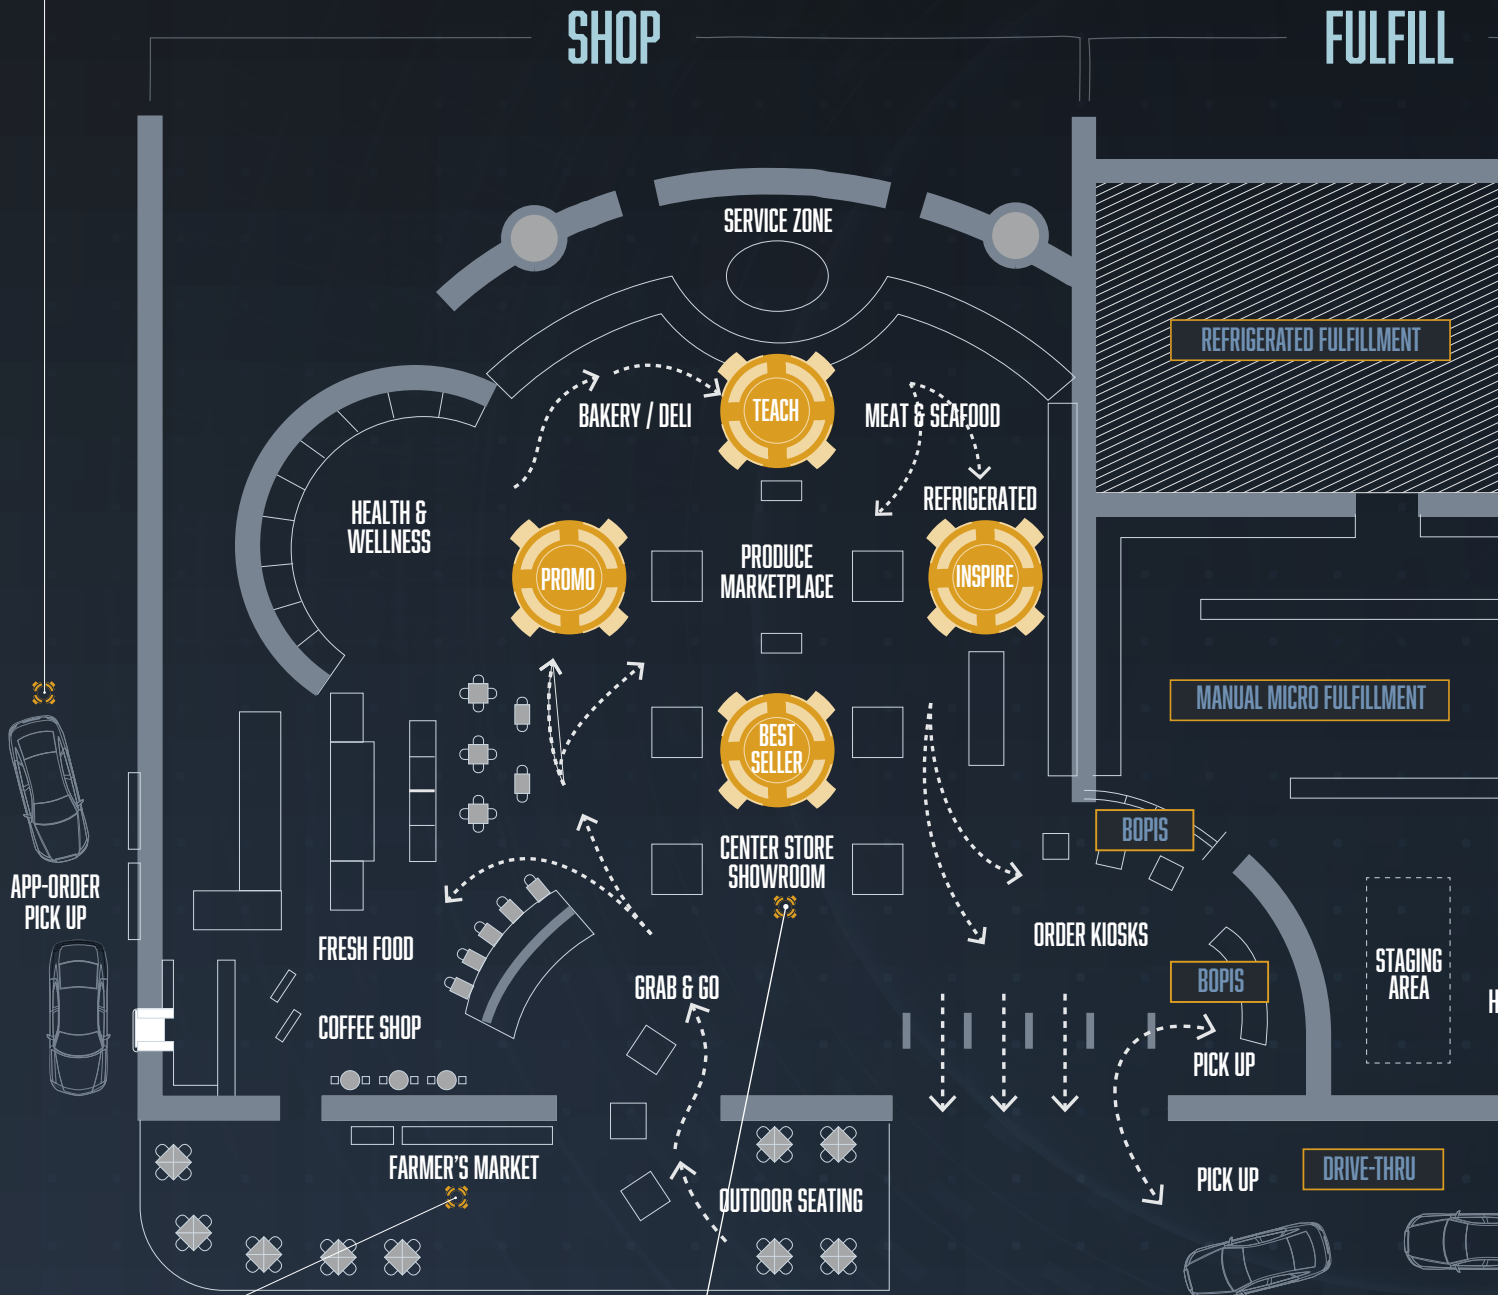 SHOP
FULFILL
SERVICE ZONE
REFRIGERATED FULFILLMENT
BAKERY / DELI
TEACH
MEAT & SEAFOOD
HEALTH &
WELLNESS
REFRIGERATED
PROMO
PRODUCE
MARKETPLACE
INSPIRE
MANUAL MICRO FULFILLMENT
BEST
SELLER
BOPIS
CENTER STORE
SHOWROOM
APP-ORDER
PICK UP
FRESH FOOD
ORDER KIOSKS
STAGING
AREA
BOPIS
GRAB & GO
H
COFFEE SHOP
PICK UP
FARMER'S MARKET
PICK UP
DRIVE-THRU
OUTDOOR SEATING